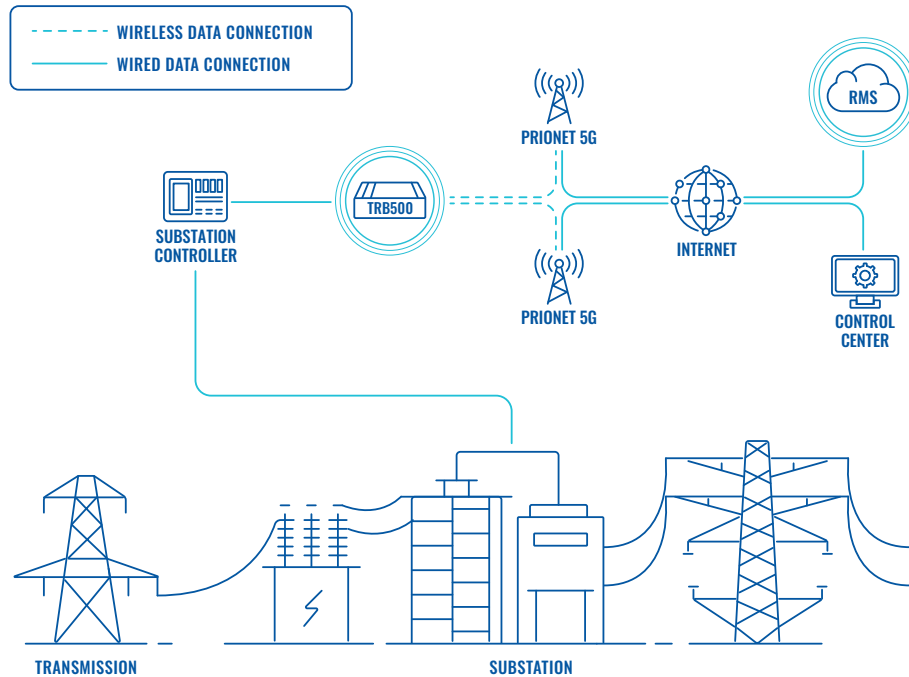 WIRELESS DATA CONNECTION
WIRED DATA CONNECTION
RMS
PRIONET 5G
TRB500
SUBSTATION
CONTROLLER
INTERNET
PRIONET 5G
CONTROL
CENTER
TRANSMISSION
SUBSTATION